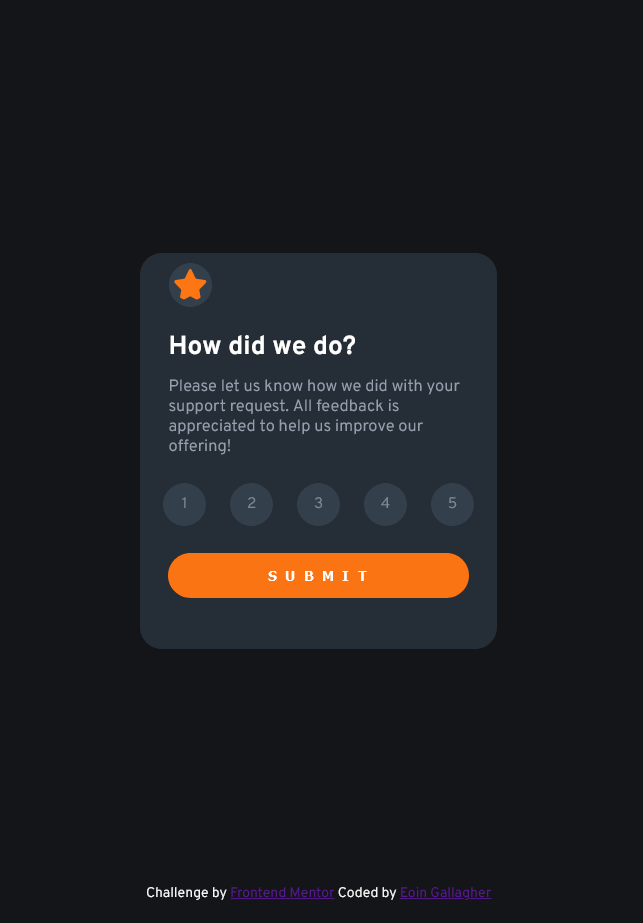 How did we do?
Please let us know how we did with your
support request. All feedback is
appreciated to help us improve our
offering!
1 2 3 4 5
SUBMIT
Challenge by Frontend Mentor Coded by Eoin Gallagher